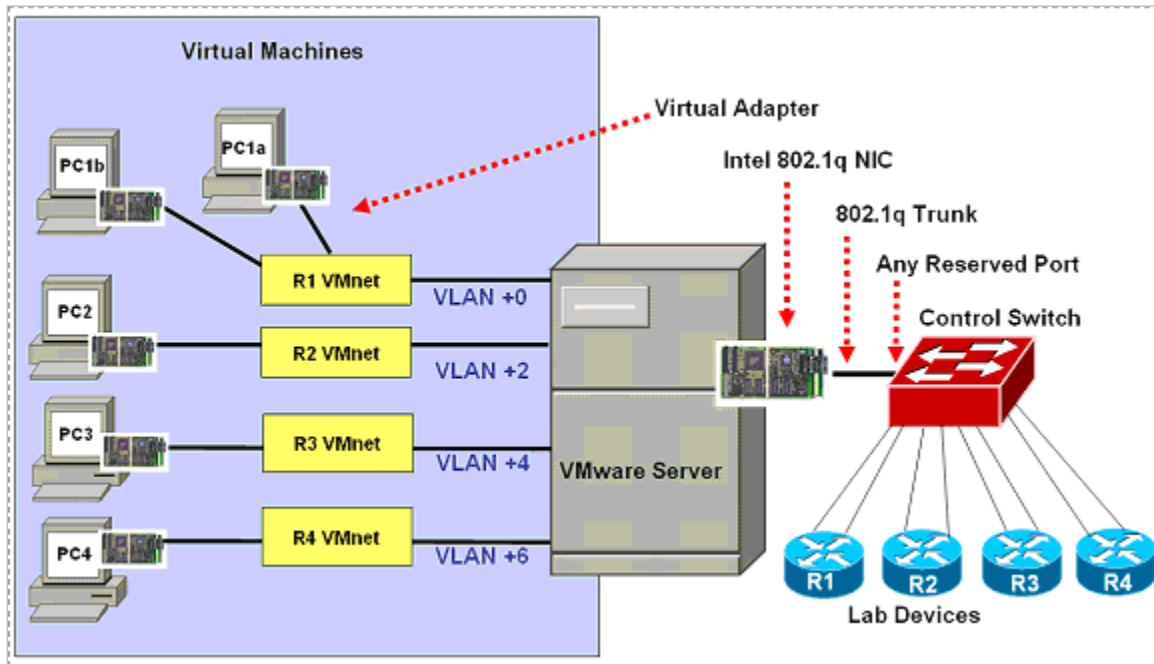 Virtual Machines
Virtual Adapter
PC1b
PC1a
Intel 802.1q NIC
802.1q Trunk
Any Reserved Port
Control Switch
R1 VMnet
VLAN +0
PC2
R2 VMnet
VLAN +2
PC3
R3 VMnet
VLAN +4
VMware Server
PC4
R4 VMnet
VLAN +6
R1
R2
R3
R4
Lab Devices